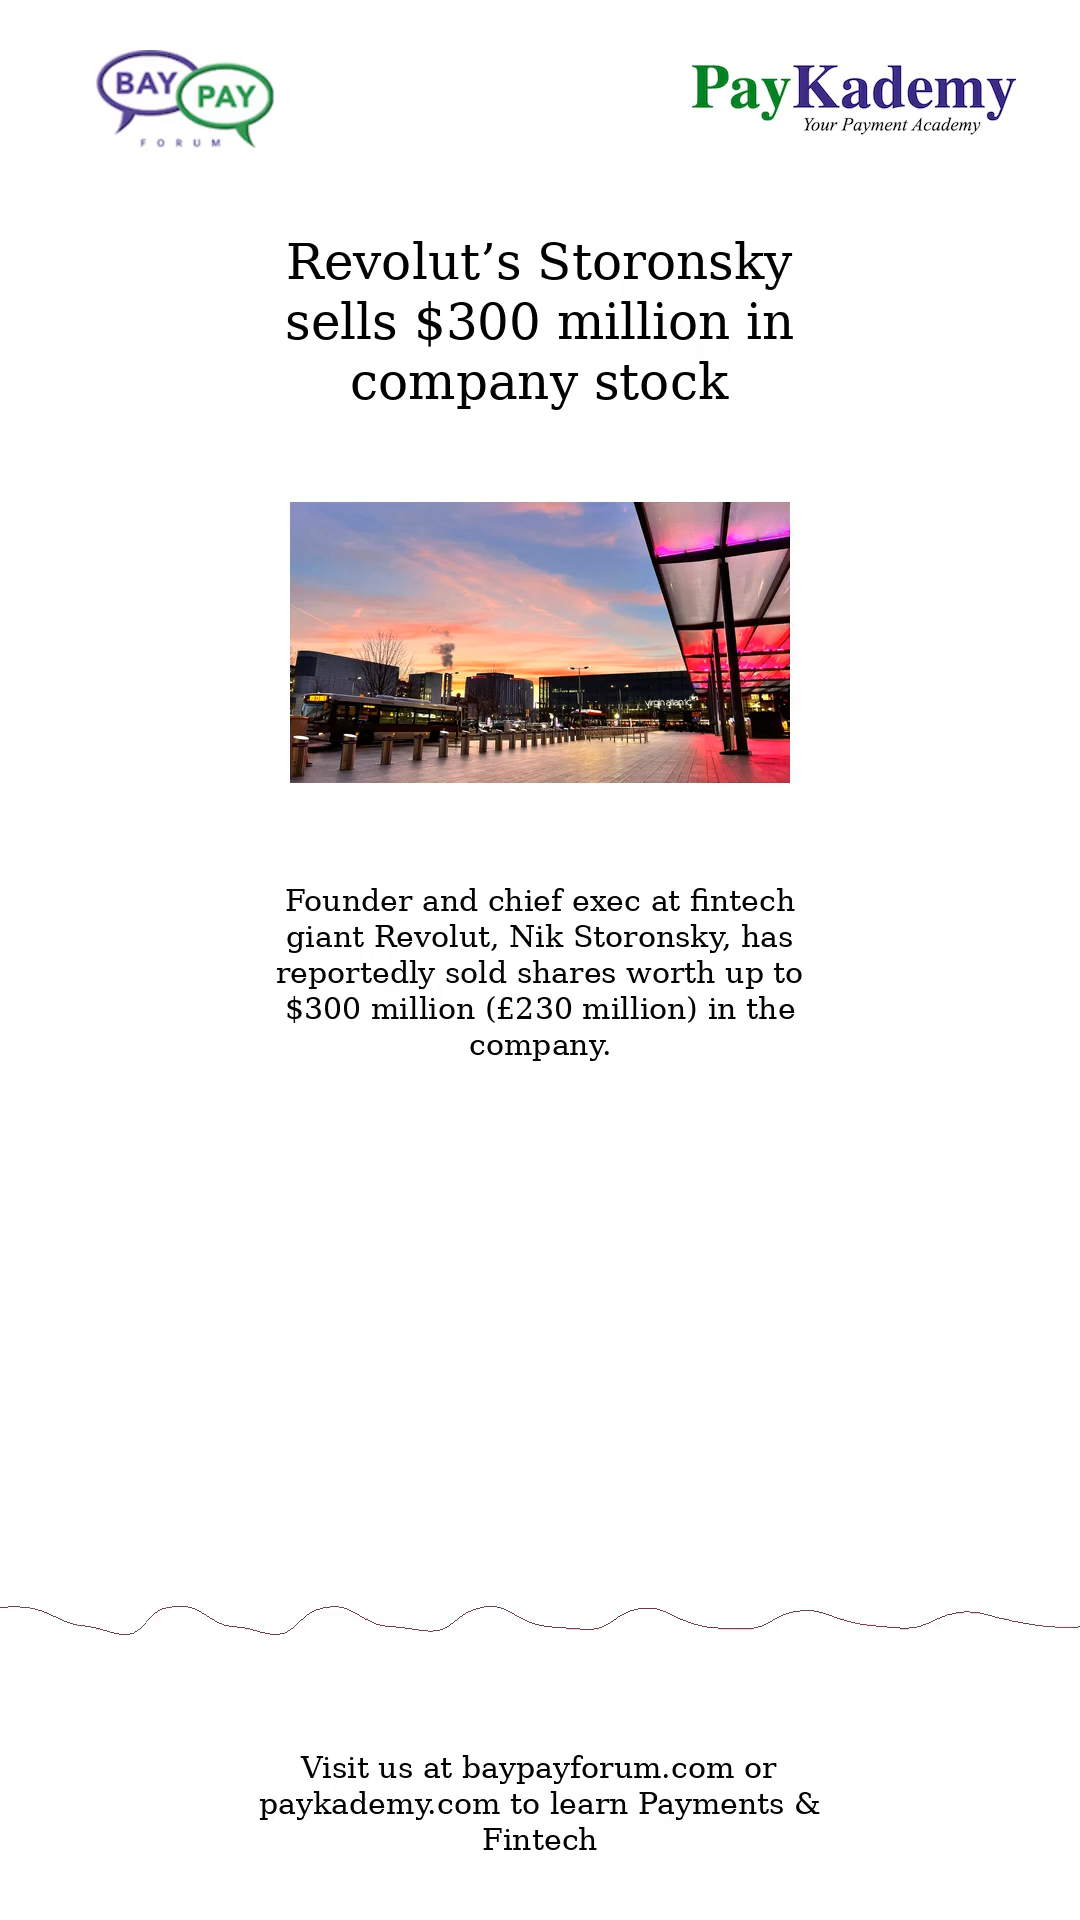 BAY PAY
FORUM
PayKademy
Your Payment Academy
Revolut’s Storonsky
sells $300 million in
company stock
virgin atlantic
Founder and chief exec at fintech
giant Revolut, Nik Storonsky, has
reportedly sold shares worth up to
$300 million (£230 million) in the
company.
Visit us at baypayforum.com or
paykademy.com to learn Payments &
Fintech